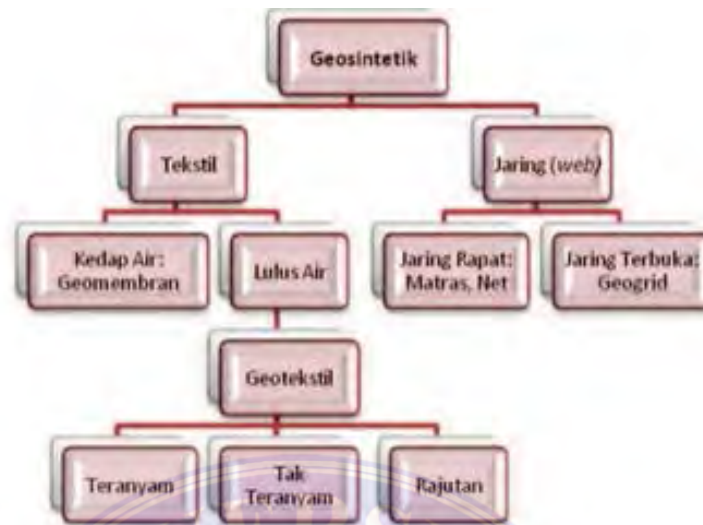 Geosintetik
Tekstil
Jaring (web)
Kedap Air:
Geomembran
Lulus Air
Jaring Rapat:
Matras, Net
Jaring Terbuka:
Geogrid
Geotekstil
Teranyam
Tak
Teranyam
Rajutan